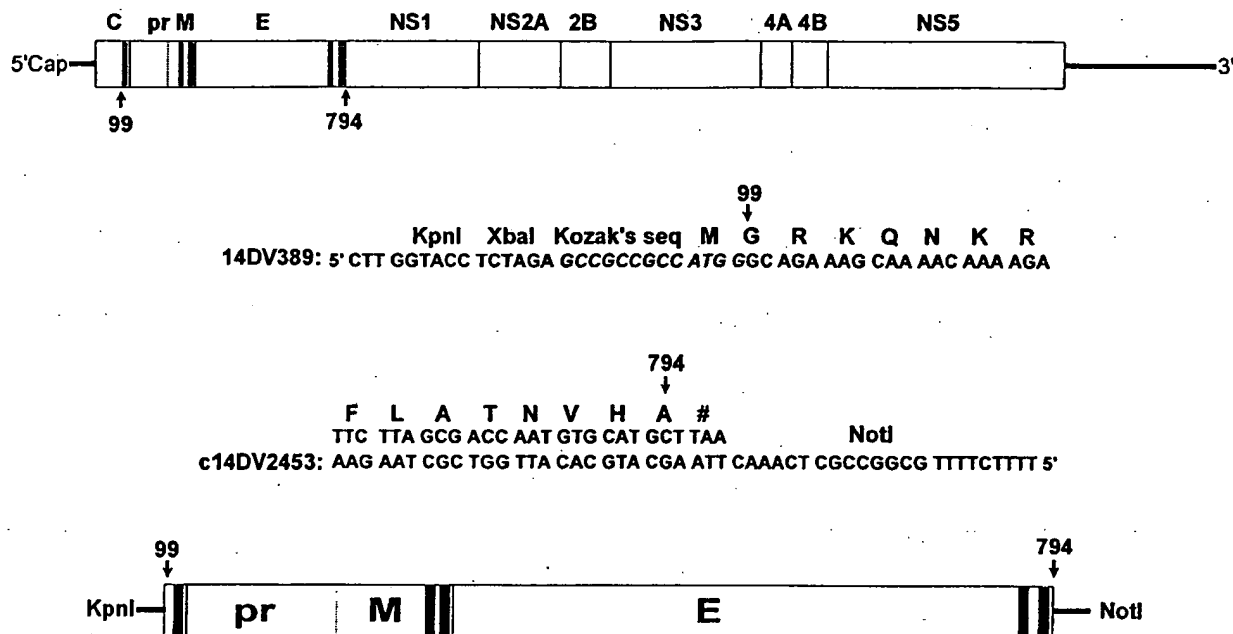 C pr M E NS1 NS2A 2B NS3 4A 4B NS5
5'Cap 3'
99 794
99
KpnI XbaI Kozak's seq M G R K Q N K R
14DV389: 5' CTT GGTACC TCTAGA GCCGCCGCC ATG GGC AGA AAG CAA AAC AAA AGA
794
F L A T N V H A #
TTC TTA GCG ACC AAT GTG CAT GCT TAA NotI
c14DV2453: AAG AAT CGC TGG TTA CAC GTA CGA ATT CAAACT CGCCGGCG TTTTCTTTT 5'
99 794
KpnI pr M E NotI